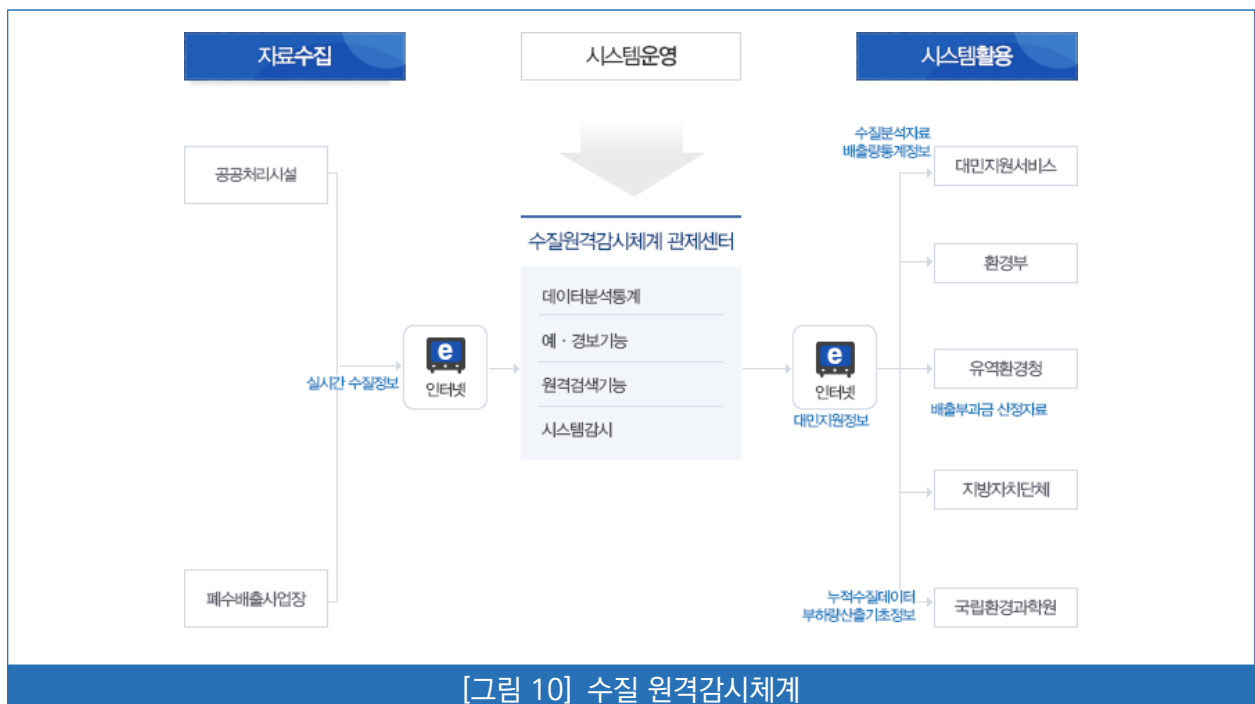 자료수집
시스템운영
시스템활용
공공처리시설
폐수배출사업장
실시간 수질정보
e
인터넷
수질원격감시체계 관제센터
데이터분석통계
예 · 경보기능
원격검색기능
시스템감시
e
인터넷
대민지원정보
수질분석자료
배출량통계정보
대민지원서비스
환경부
유역환경청
배출부과금 산정자료
지방자치단체
누적수질데이터
부하량산출기초정보
국립환경과학원
[그림 10] 수질 원격감시체계